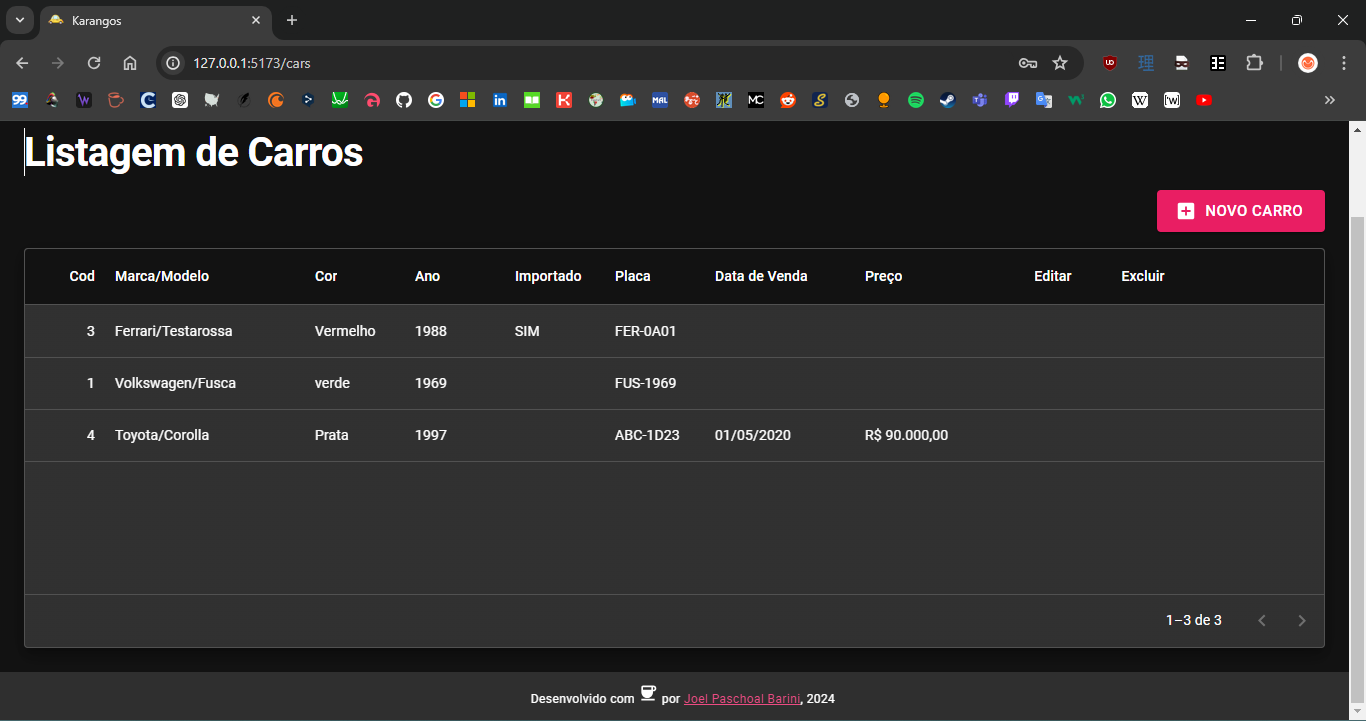 Karangos
127.0.0.1:5173/cars
Listagem de Carros
NOVO CARRO
Cod Marca/Modelo Cor Ano Importado Placa Data de Venda Preço Editar Excluir
3 Ferrari/Testarossa Vermelho 1988 SIM FER-0A01
1 Volkswagen/Fusca verde 1969 FUS-1969
4 Toyota/Corolla Prata 1997 ABC-1D23 01/05/2020 R$ 90.000,00
1–3 de 3
Desenvolvido com por Joel Paschoal Barini, 2024